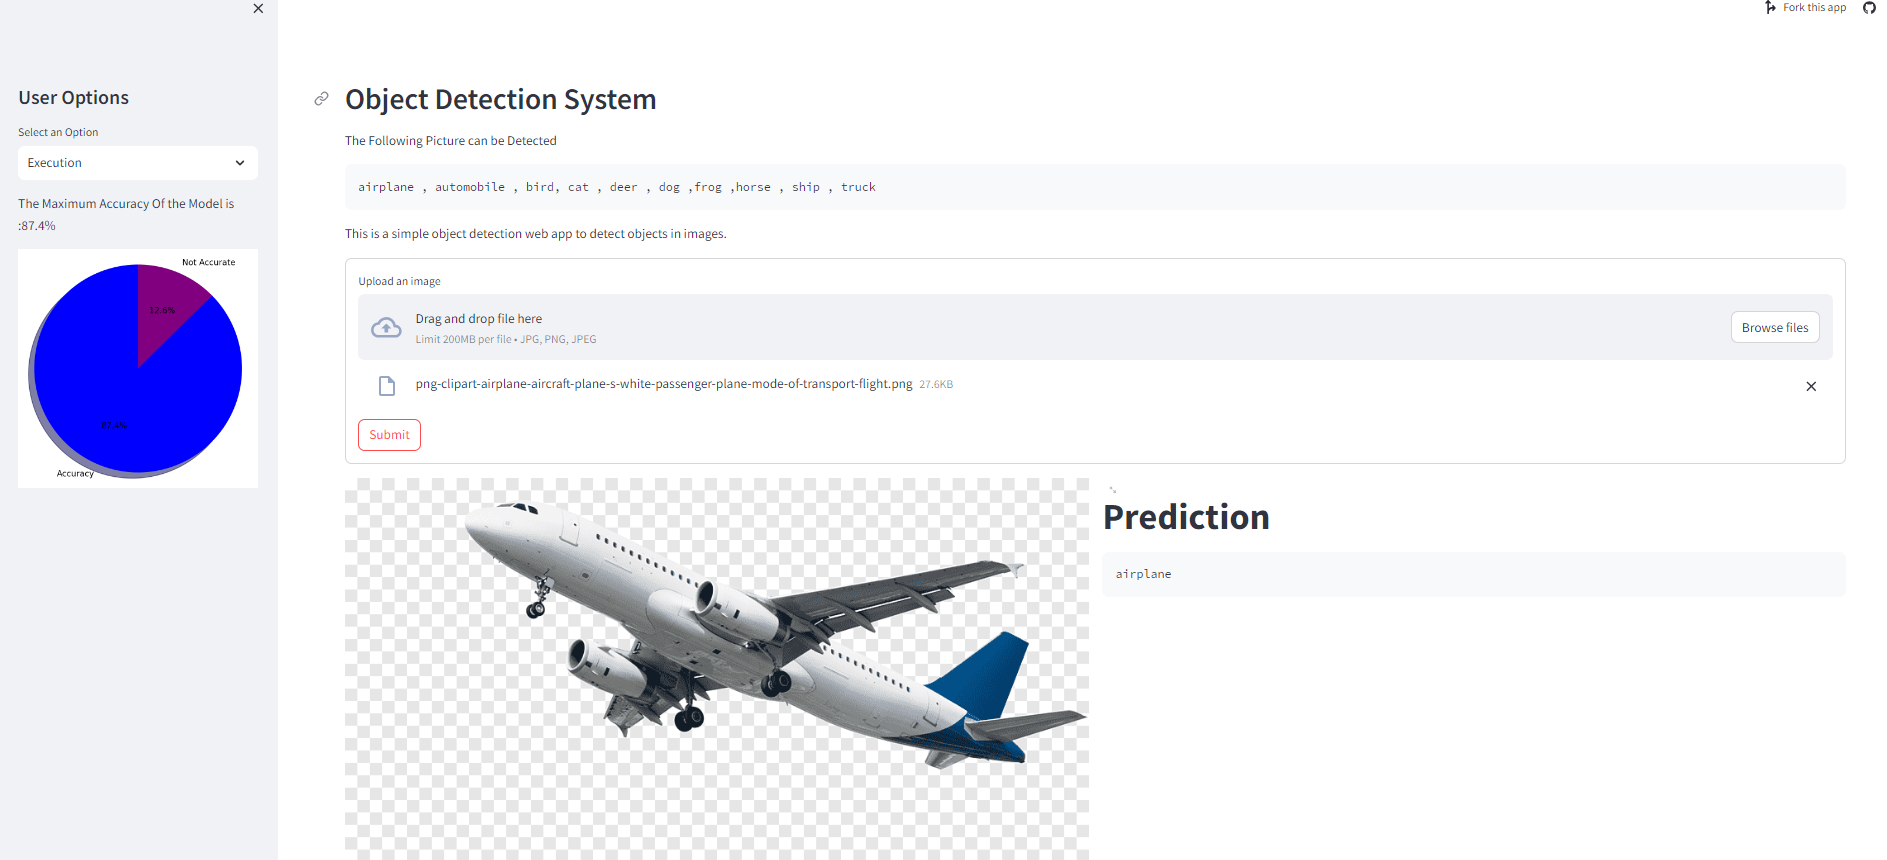 Fork this app
User Options
Select an Option
Execution
The Maximum Accuracy Of the Model is
:87.4%
Not Accurate
12.6%
87.4%
Accuracy
Object Detection System
The Following Picture can be Detected
airplane , automobile , bird, cat , deer , dog ,frog ,horse , ship , truck
This is a simple object detection web app to detect objects in images.
Upload an image
Drag and drop file here
Limit 200MB per file • JPG, PNG, JPEG
Browse files
png-clipart-airplane-aircraft-plane-s-white-passenger-plane-mode-of-transport-flight.png 27.6KB
Submit
Prediction
airplane